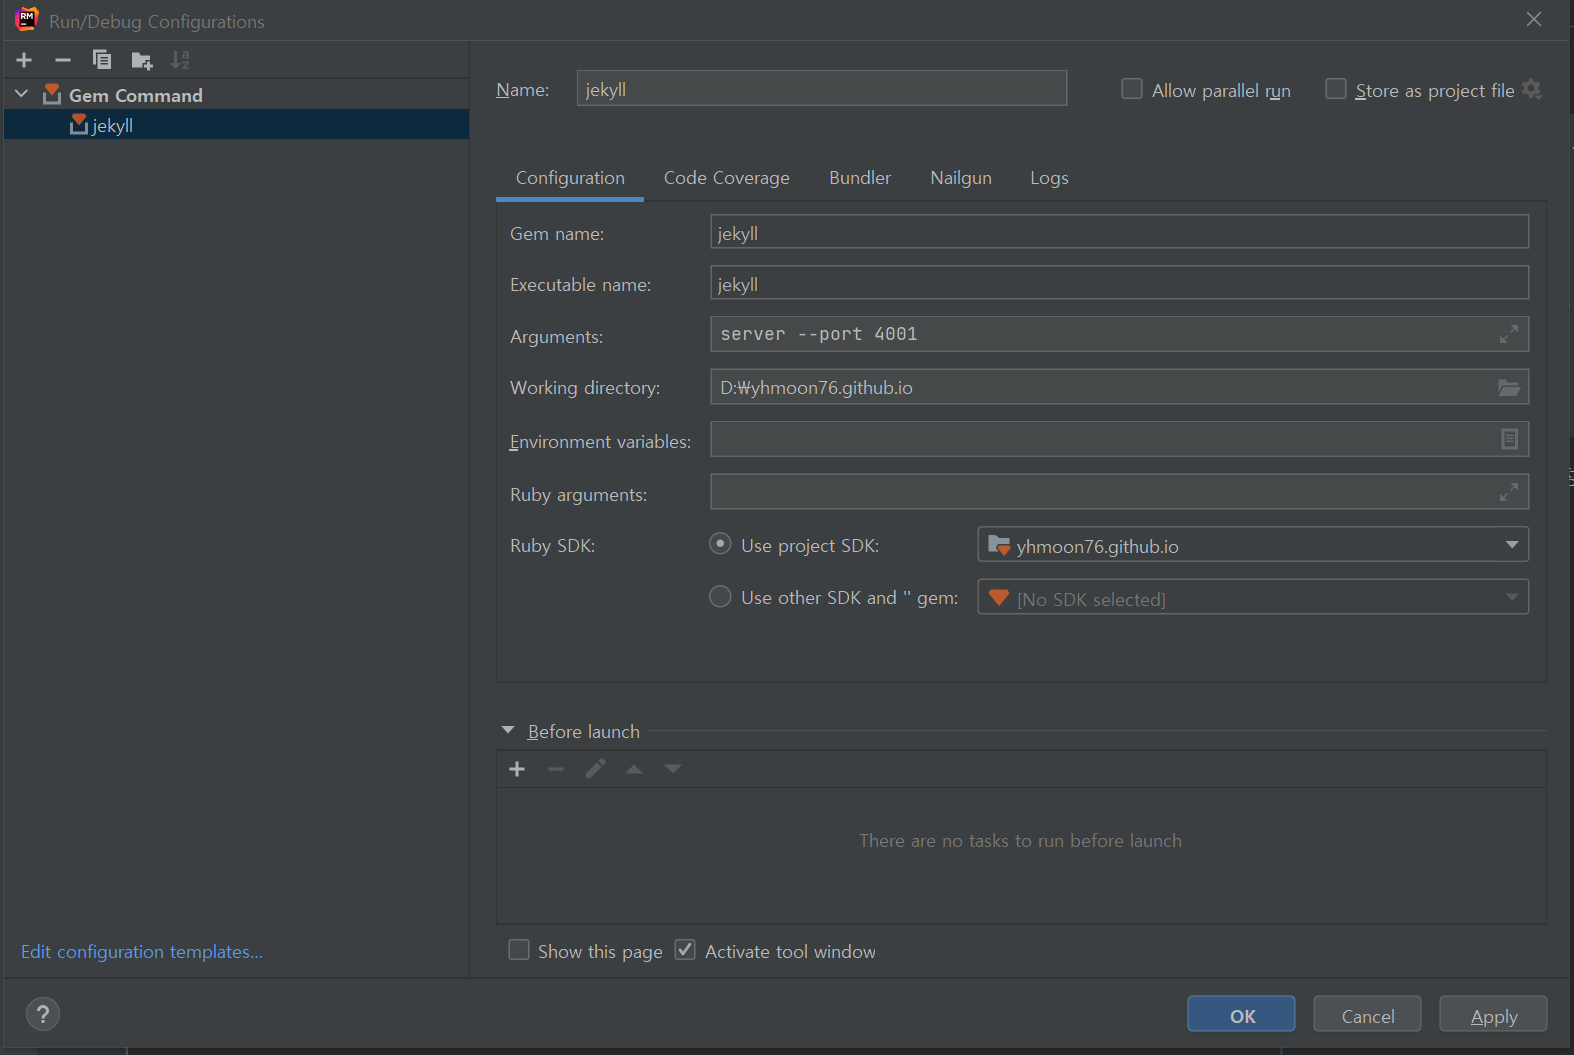 RM
Run/Debug Configurations
Gem Command
jekyll
Name: jekyll Allow parallel run Store as project file
Configuration Code Coverage Bundler Nailgun Logs
Gem name: jekyll
Executable name: jekyll
Arguments: server --port 4001
Working directory: D:₩yhmoon76.github.io
Environment variables:
Ruby arguments:
Ruby SDK: Use project SDK: yhmoon76.github.io
Use other SDK and '' gem: [No SDK selected]
Before launch
There are no tasks to run before launch
Show this page Activate tool window
Edit configuration templates...
? OK Cancel Apply